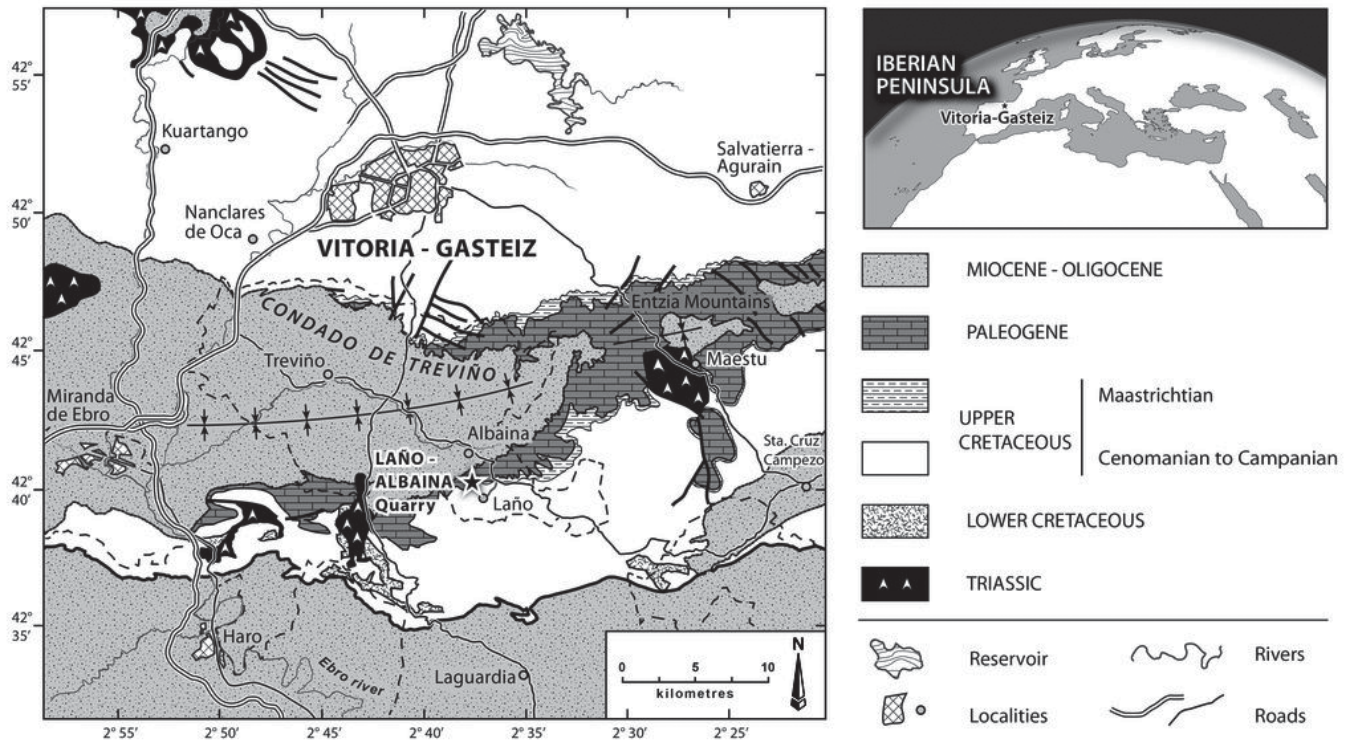 42°
55'
42°
50'
42°
45'
42°
40'
42°
35'
Kuartango
Nanclares
de Oca
Salvatierra -
Agurain
VITORIA - GASTEIZ
CONDADO DE TREVIÑO
Entzia Mountains
Treviño
Maestu
Miranda
de Ebro
Albaina
LAÑO -
ALBAINA
Quarry
Laño
Sta. Cruz
Campezo
Haro
Ebro river
Laguardia
0 5 10
kilometres
N
2° 55' 2° 50' 2° 45' 2° 40' 2° 35' 2° 30' 2° 25'
IBERIAN
PENINSULA
Vitoria-Gasteiz
MIOCENE - OLIGOCENE
PALEOGENE
UPPER
CRETACEOUS
Maastrichtian
Cenomanian to Campanian
LOWER CRETACEOUS
TRIASSIC
Reservoir
Rivers
Localities
Roads